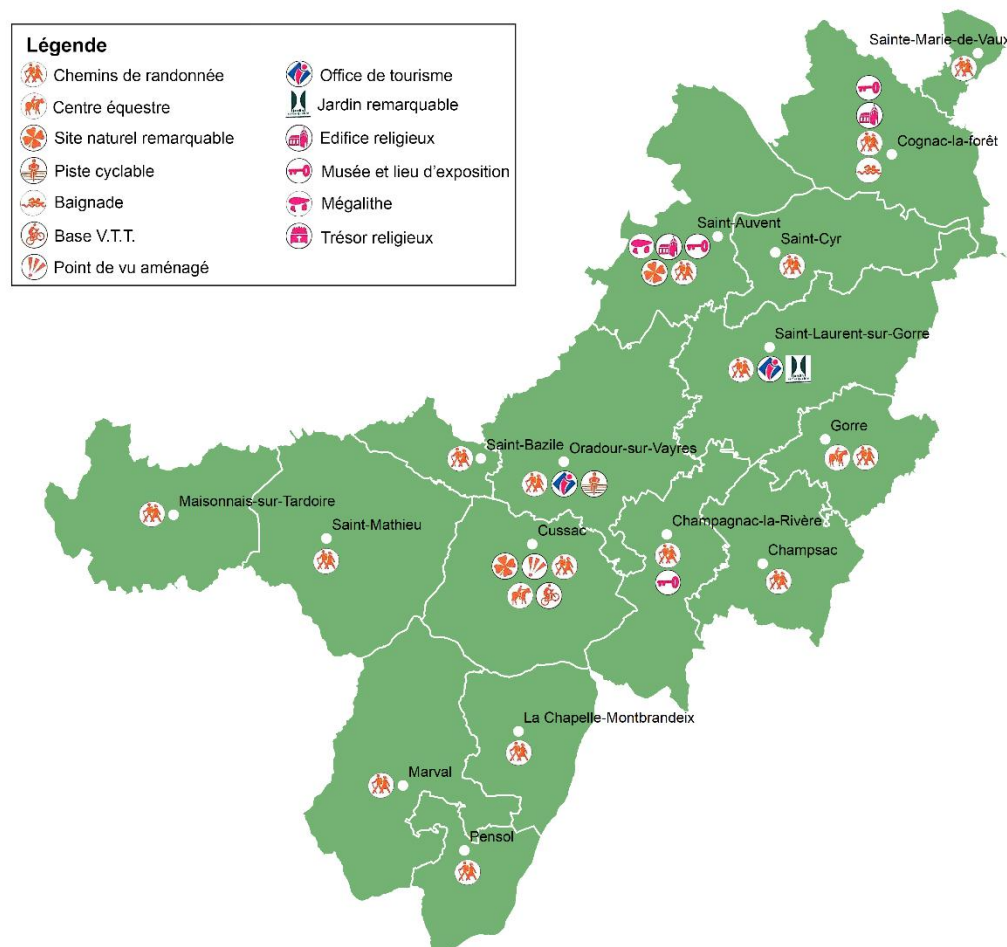 Légende
Chemins de randonnée
Centre équestre
Site naturel remarquable
Piste cyclable
Baignade
Base V.T.T.
Point de vu aménagé
Office de tourisme
Jardin remarquable
Edifice religieux
Musée et lieu d'exposition
Mégalithe
Trésor religieux
Sainte-Marie-de-Vaux
Cognac-la-forêt
Saint-Auvent
Saint-Cyr
Saint-Laurent-sur-Gorre
Gorre
Saint-Bazile
Oradour-sur-Vayres
Maisonnais-sur-Tardoire
Saint-Mathieu
Cussac
Champagnac-la-Rivère
Champsac
La Chapelle-Montbrandeix
Marval
Pensol